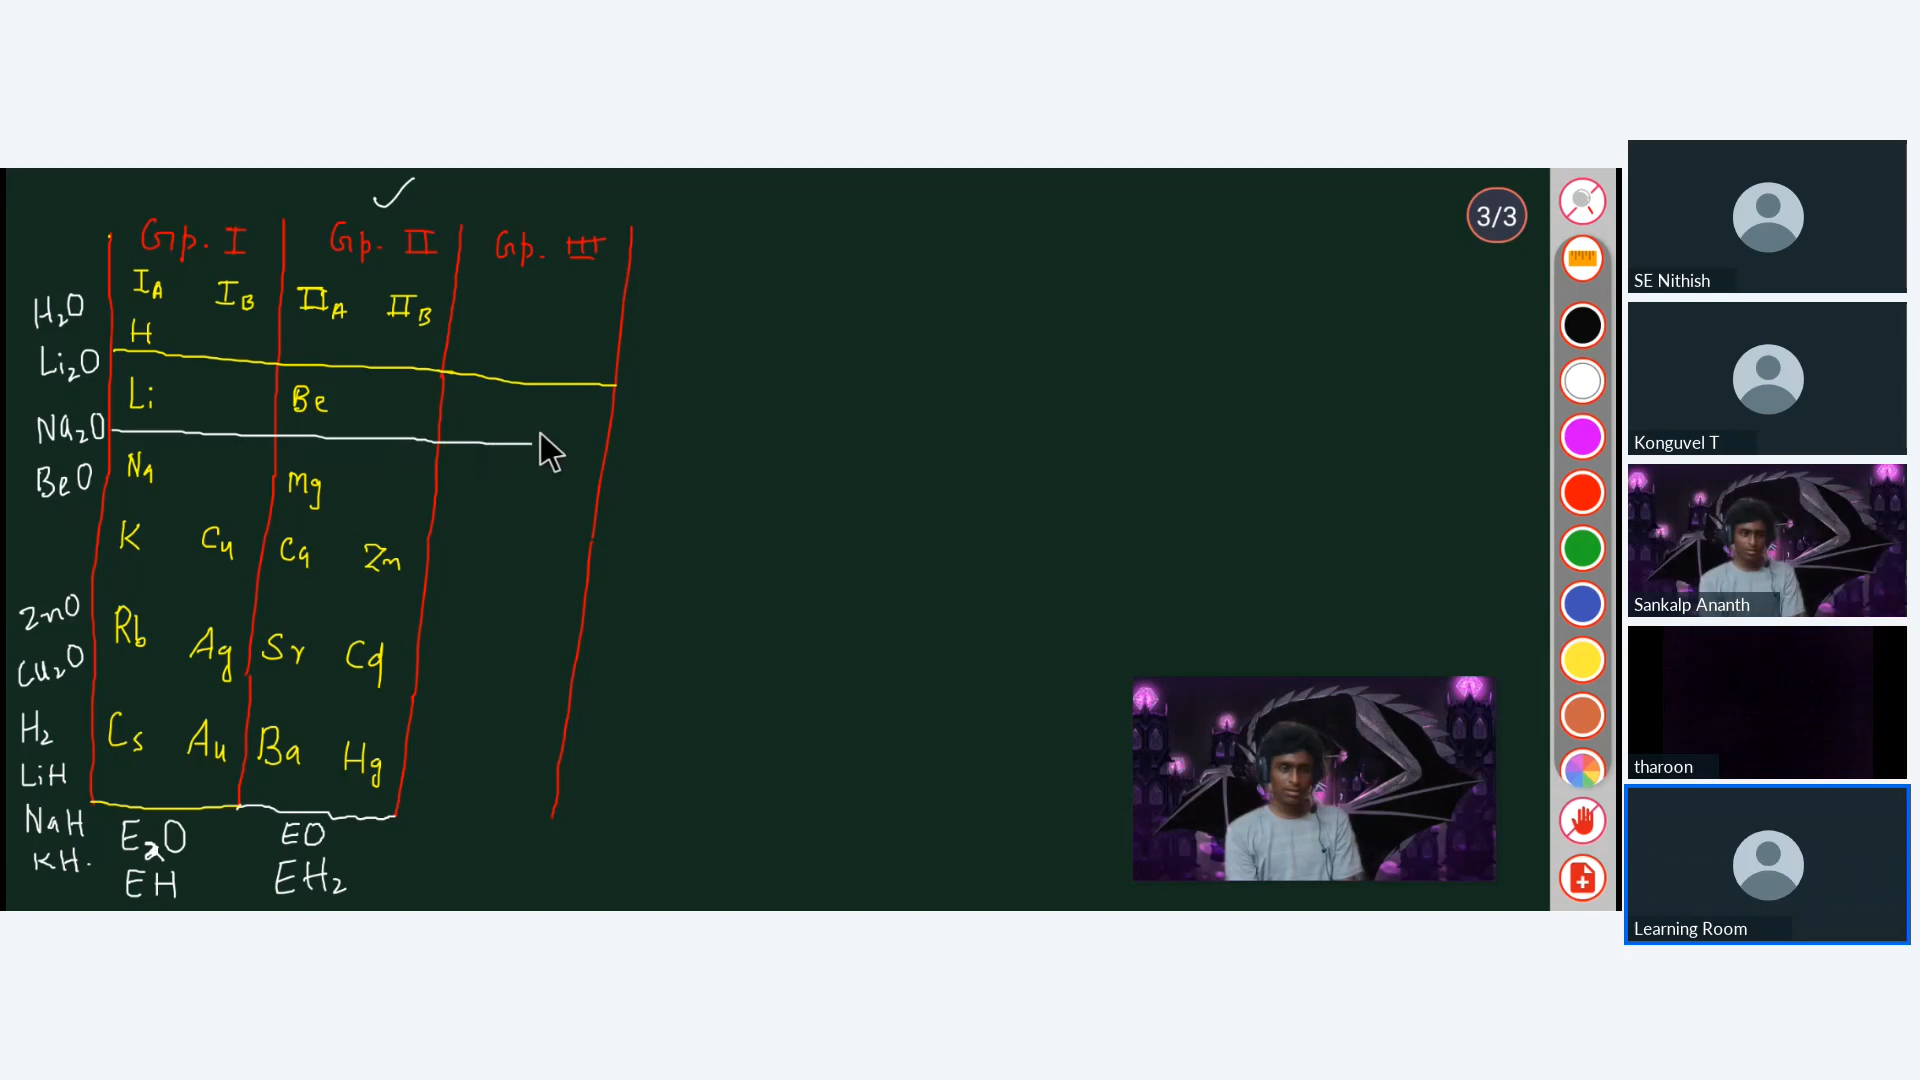 Gp. I Gp. II Gp. III
IA IB IIA IIB
H2O
H
Li2O
Li Be
Na2O
Na Mg
BeO
K Cu Ca Zn
ZnO
Rb Ag Sr Cd
Cu2O
H2
Cs Au Ba Hg
LiH
NaH
KH.
E2O EO
EH EH2
3/3
SE Nithish
Konguvel T
Sankalp Ananth
tharoon
Learning Room